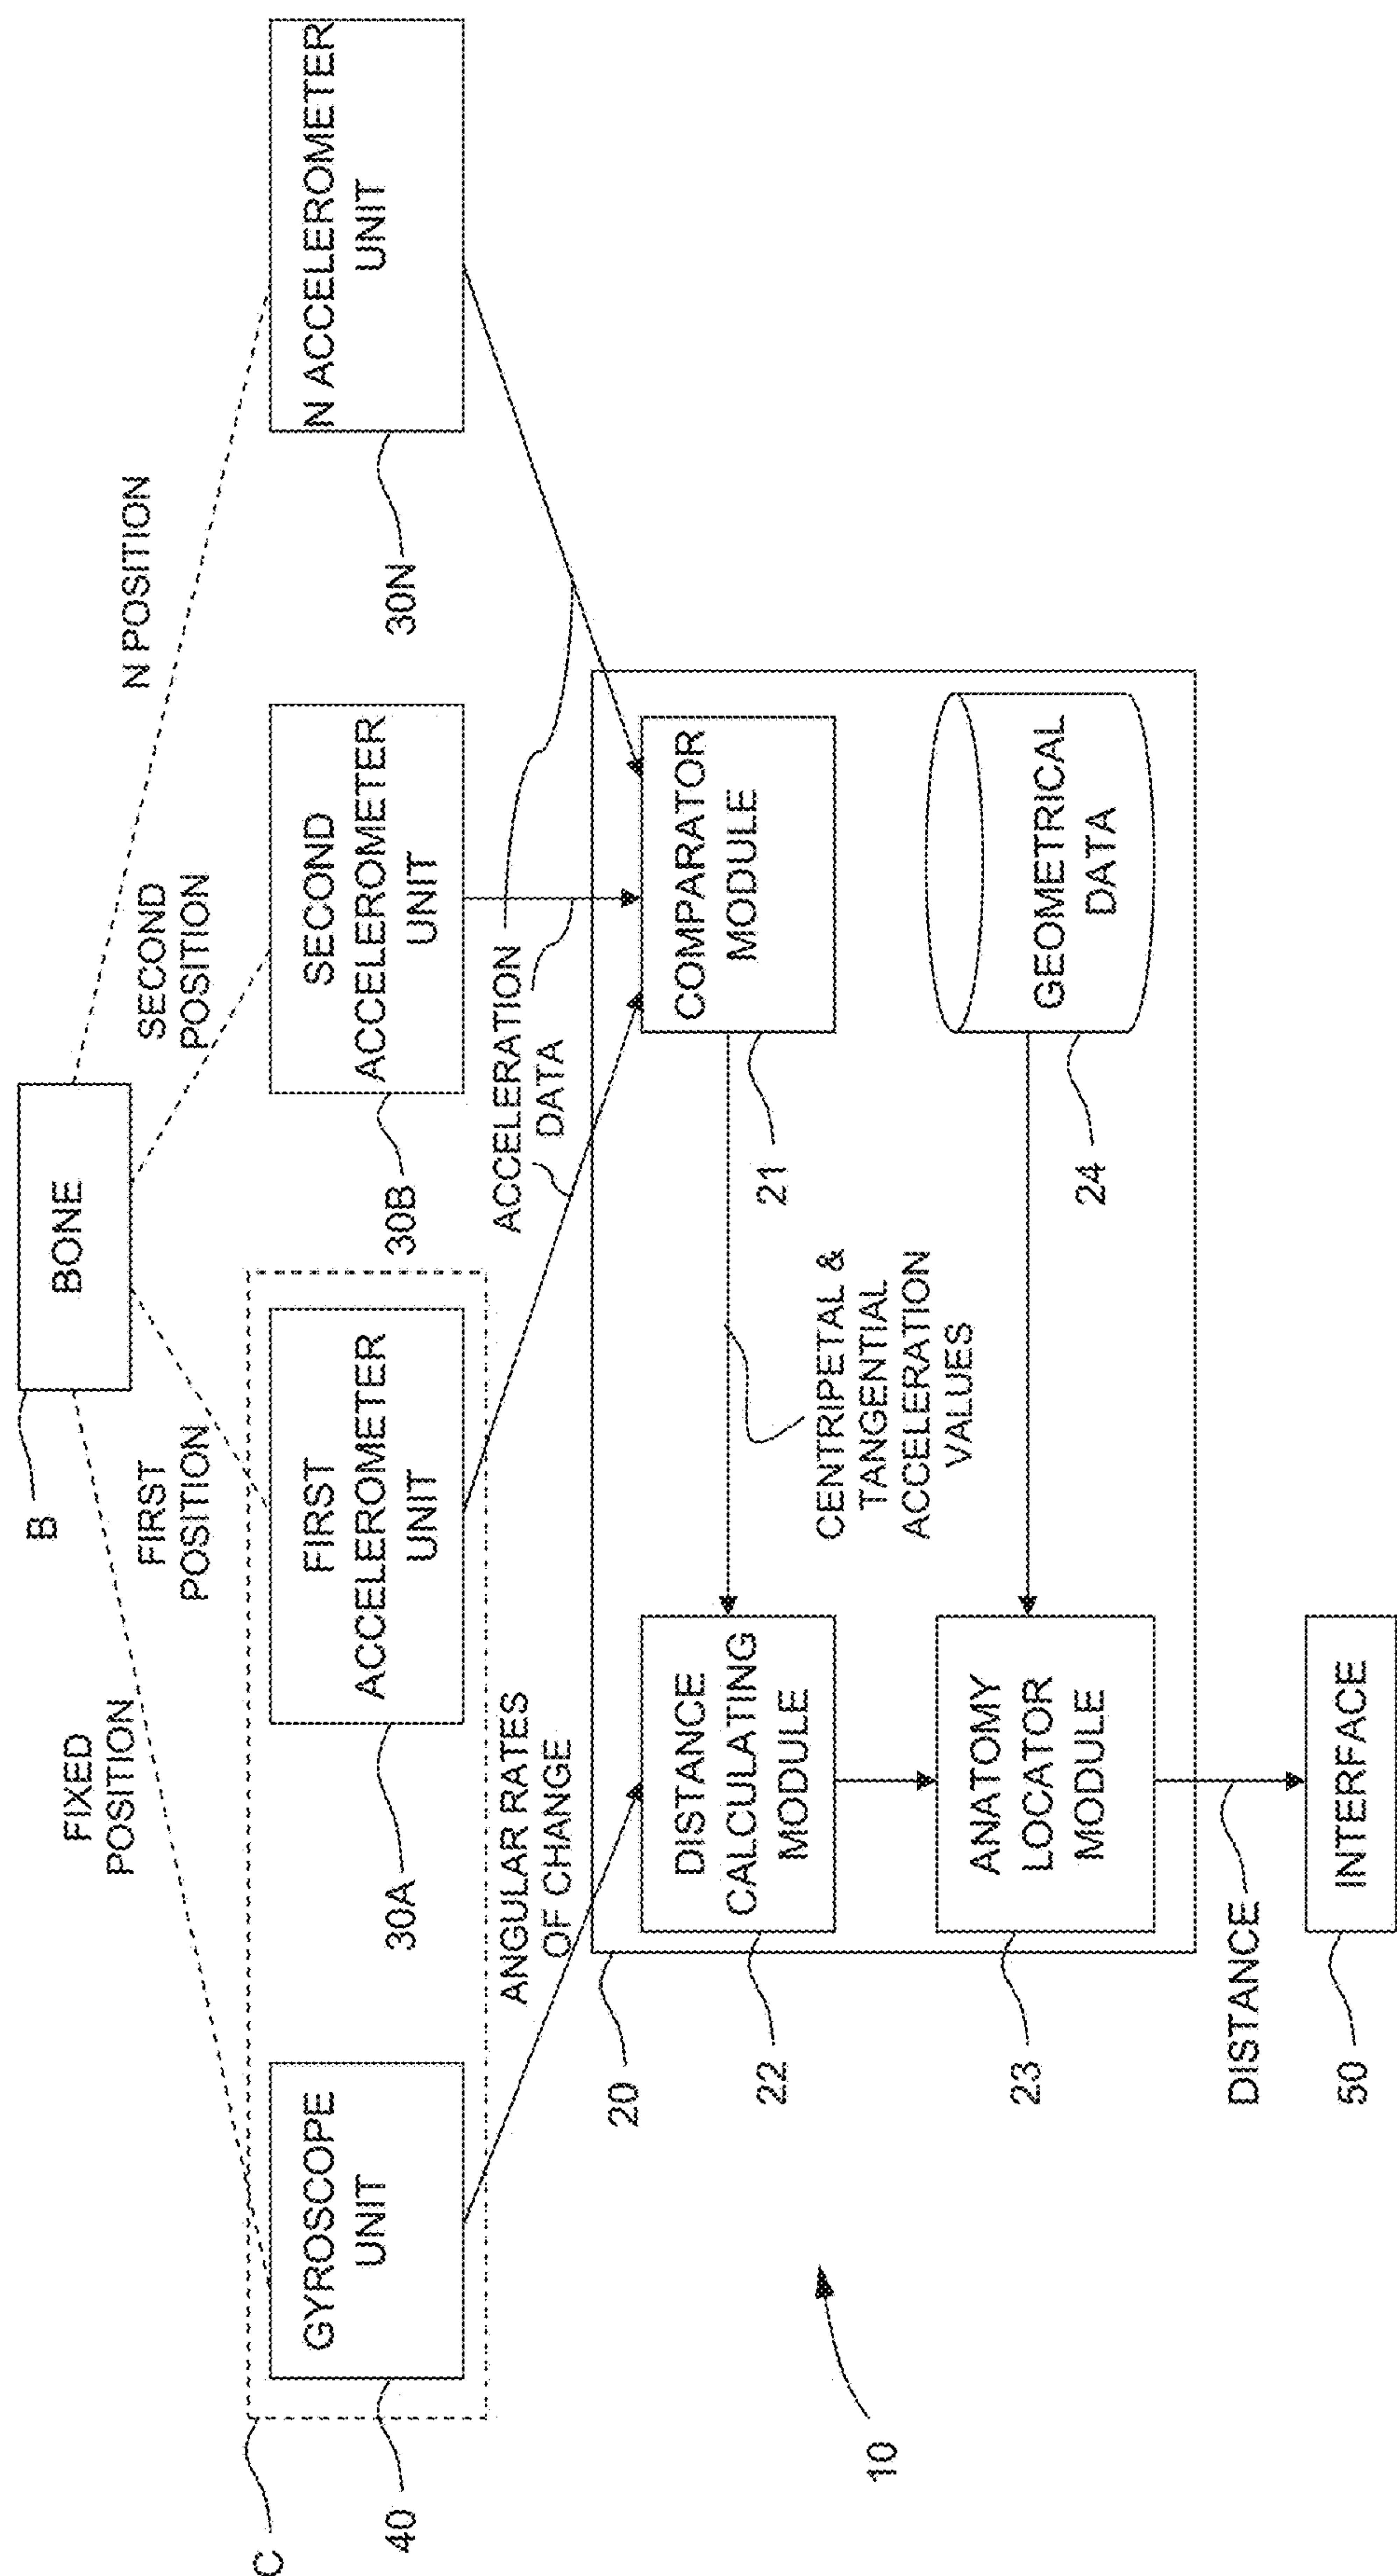 B
BONE
FIXED
POSITION
FIRST
POSITION
SECOND
POSITION
N POSITION
C
40
GYROSCOPE
UNIT
30A
FIRST
ACCELEROMETER
UNIT
30B
SECOND
ACCELEROMETER
UNIT
30N
N ACCELEROMETER
UNIT
ANGULAR RATES
OF CHANGE
ACCELERATION
DATA
20
22
DISTANCE
CALCULATING
MODULE
CENTRIPETAL &
TANGENTIAL
ACCELERATION
VALUES
21
COMPARATOR
MODULE
10
23
ANATOMY
LOCATOR
MODULE
24
GEOMETRICAL
DATA
DISTANCE
50
INTERFACE